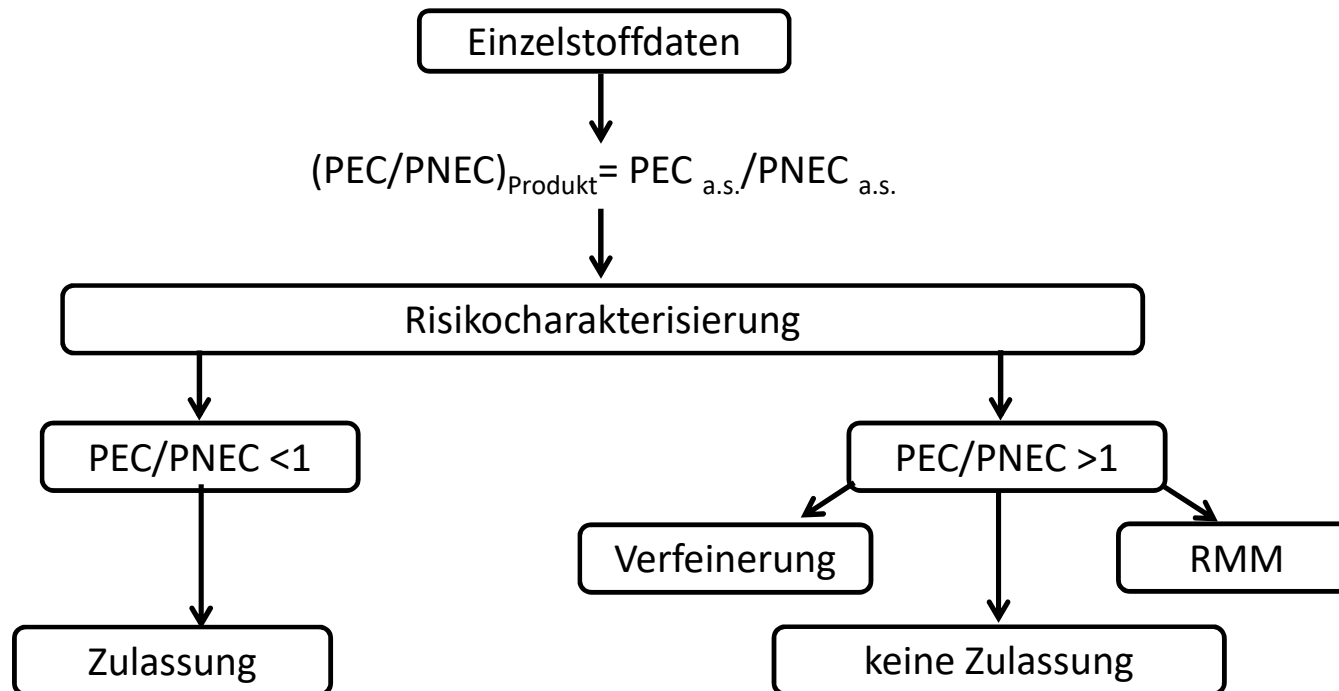 Einzelstoffdaten
(PEC/PNEC)Produkt= PEC a.s./PNEC a.s.
Risikocharakterisierung
PEC/PNEC <1
PEC/PNEC >1
Verfeinerung
RMM
Zulassung
keine Zulassung